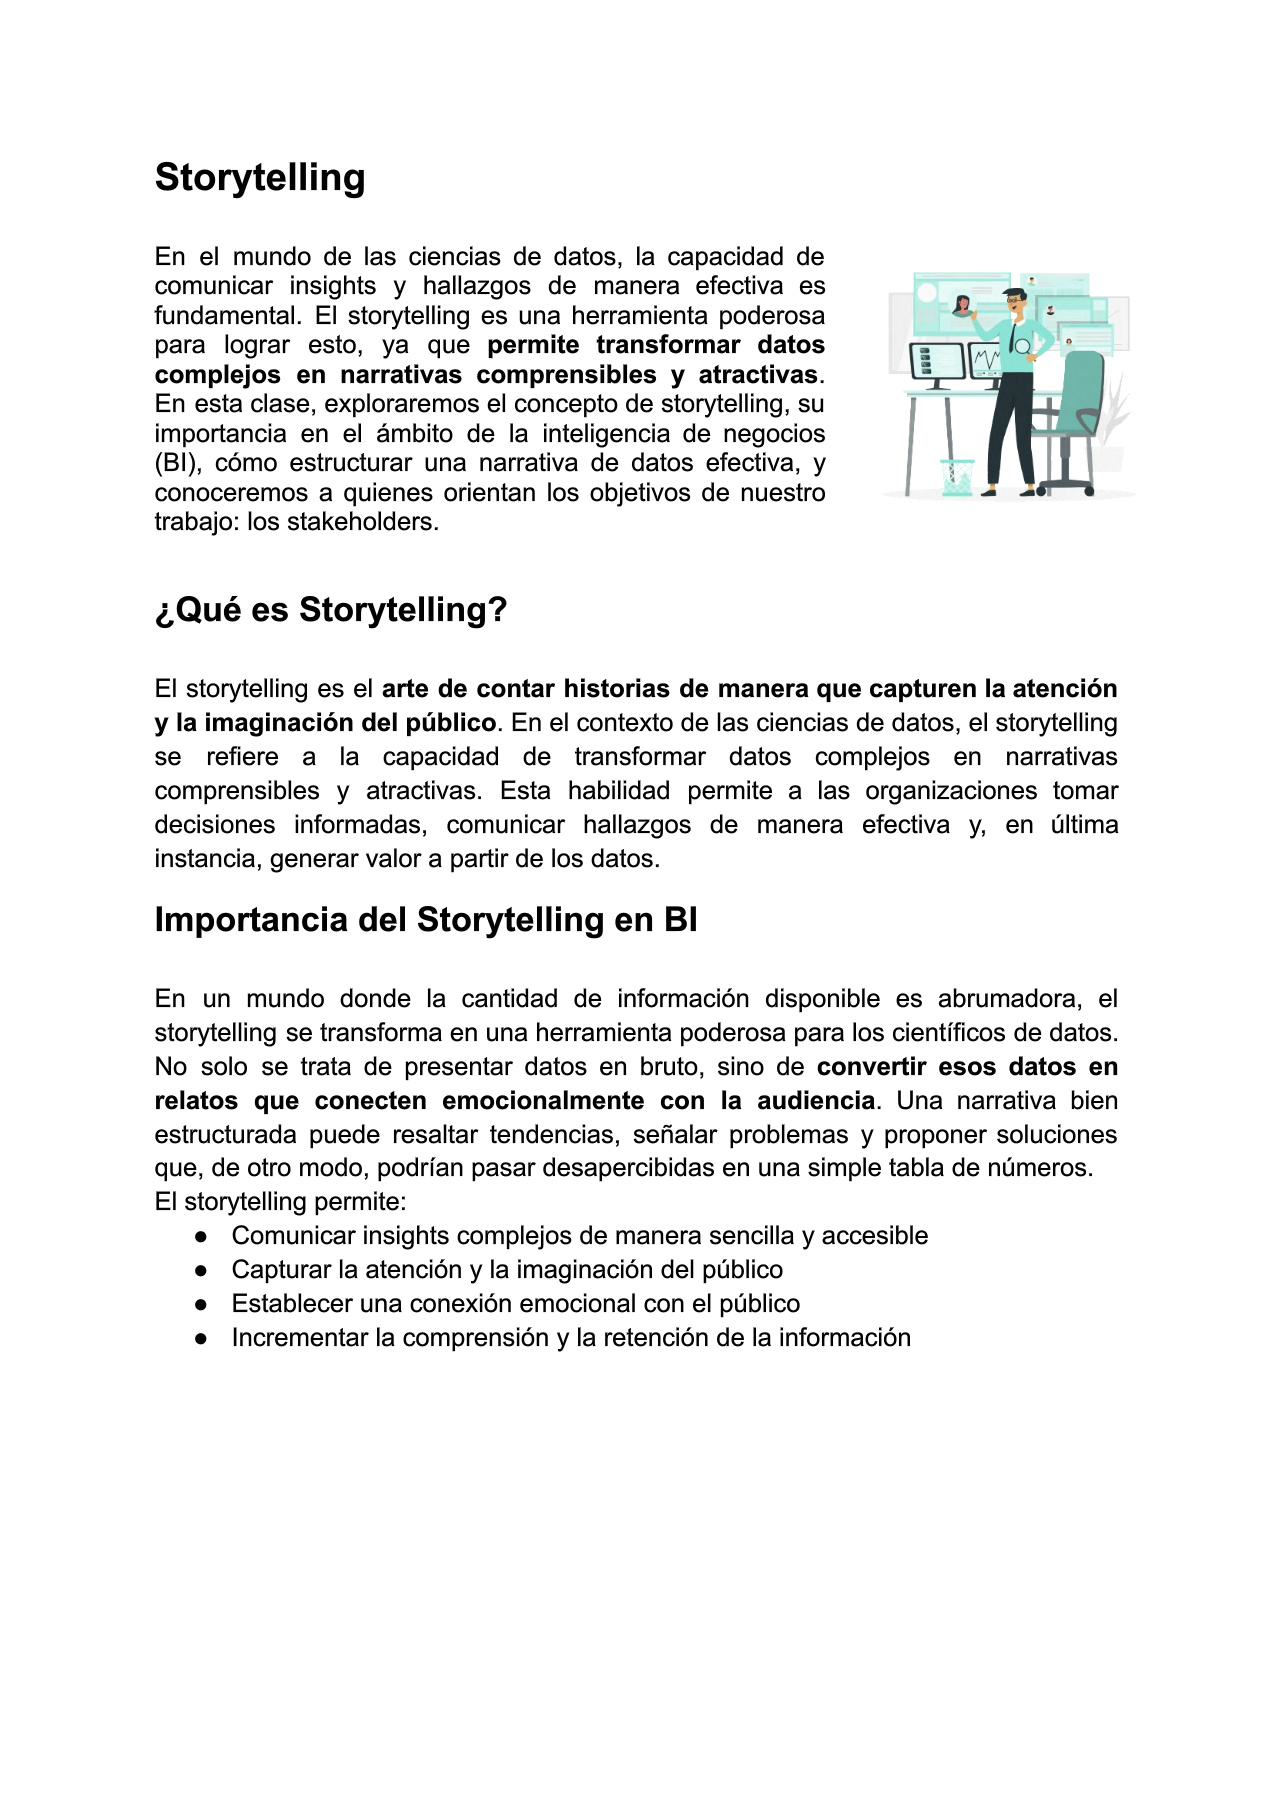 Storytelling
En el mundo de las ciencias de datos, la capacidad de
comunicar insights y hallazgos de manera efectiva es
fundamental. El storytelling es una herramienta poderosa
para lograr esto, ya que permite transformar datos
complejos en narrativas comprensibles y atractivas.
En esta clase, exploraremos el concepto de storytelling, su
importancia en el ámbito de la inteligencia de negocios
(BI), cómo estructurar una narrativa de datos efectiva, y
conoceremos a quienes orientan los objetivos de nuestro
trabajo: los stakeholders.
¿Qué es Storytelling?
El storytelling es el arte de contar historias de manera que capturen la atención
y la imaginación del público. En el contexto de las ciencias de datos, el storytelling
se refiere a la capacidad de transformar datos complejos en narrativas
comprensibles y atractivas. Esta habilidad permite a las organizaciones tomar
decisiones informadas, comunicar hallazgos de manera efectiva y, en última
instancia, generar valor a partir de los datos.
Importancia del Storytelling en BI
En un mundo donde la cantidad de información disponible es abrumadora, el
storytelling se transforma en una herramienta poderosa para los científicos de datos.
No solo se trata de presentar datos en bruto, sino de convertir esos datos en
relatos que conecten emocionalmente con la audiencia. Una narrativa bien
estructurada puede resaltar tendencias, señalar problemas y proponer soluciones
que, de otro modo, podrían pasar desapercibidas en una simple tabla de números.
El storytelling permite:
● Comunicar insights complejos de manera sencilla y accesible
● Capturar la atención y la imaginación del público
● Establecer una conexión emocional con el público
● Incrementar la comprensión y la retención de la información